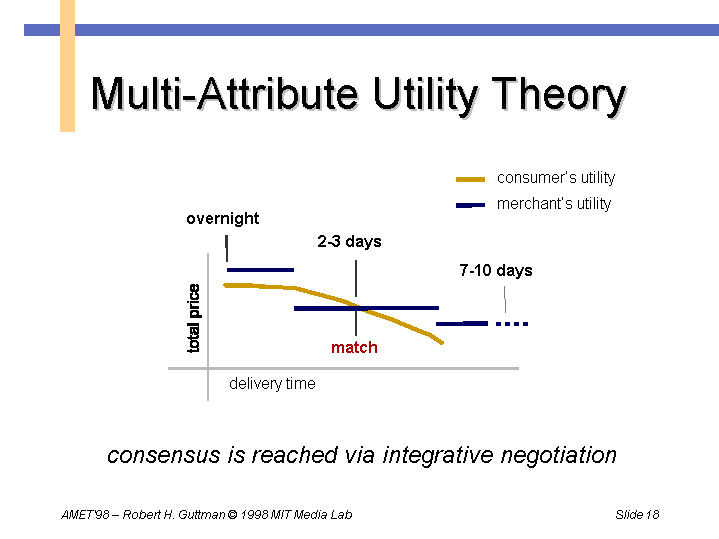 Multi-Attribute Utility Theory
consumer's utility
merchant's utility
overnight
2-3 days
7-10 days
total price
match
delivery time
consensus is reached via integrative negotiation
AMET'98 – Robert H. Guttman © 1998 MIT Media Lab
Slide 18